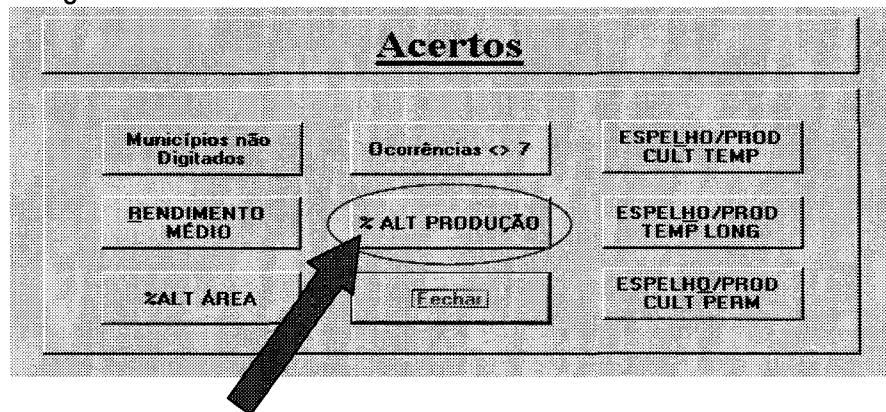 Acertos
Municípios não
Digitados
Ocorrências <> 7
ESPELHO/PROD
CULT TEMP
RENDIMENTO
MÉDIO
% ALT PRODUÇÃO
ESPELHO/PROD
TEMP LONG
%ALT ÁREA
Fechar
ESPELHO/PROD
CULT PERM